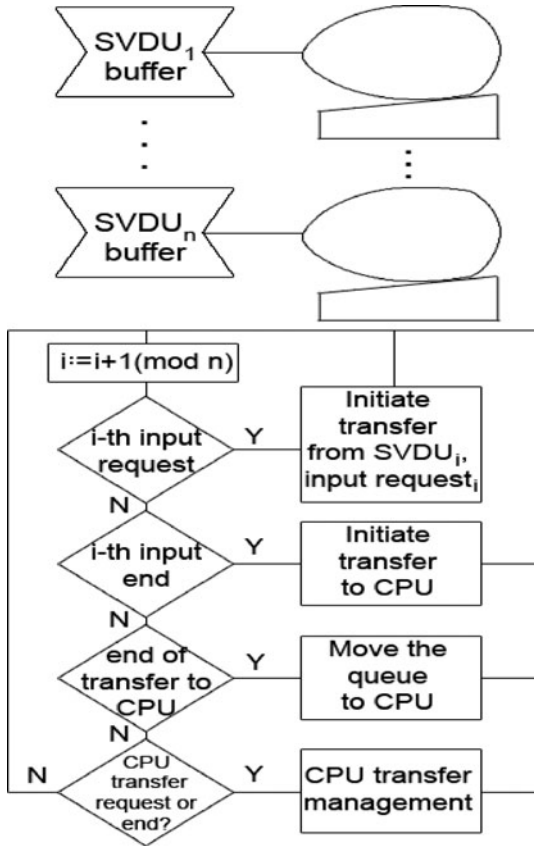 SVDU1
buffer
SVDUn
buffer
i:=i+1(mod n)
i-th input
request
Y
Initiate
transfer
from SVDUi,
input requesti
N
i-th input
end
Y
Initiate
transfer
to CPU
N
end of
transfer to
CPU
Y
Move the
queue
to CPU
N
CPU
transfer
request or
end?
N
Y
CPU transfer
management